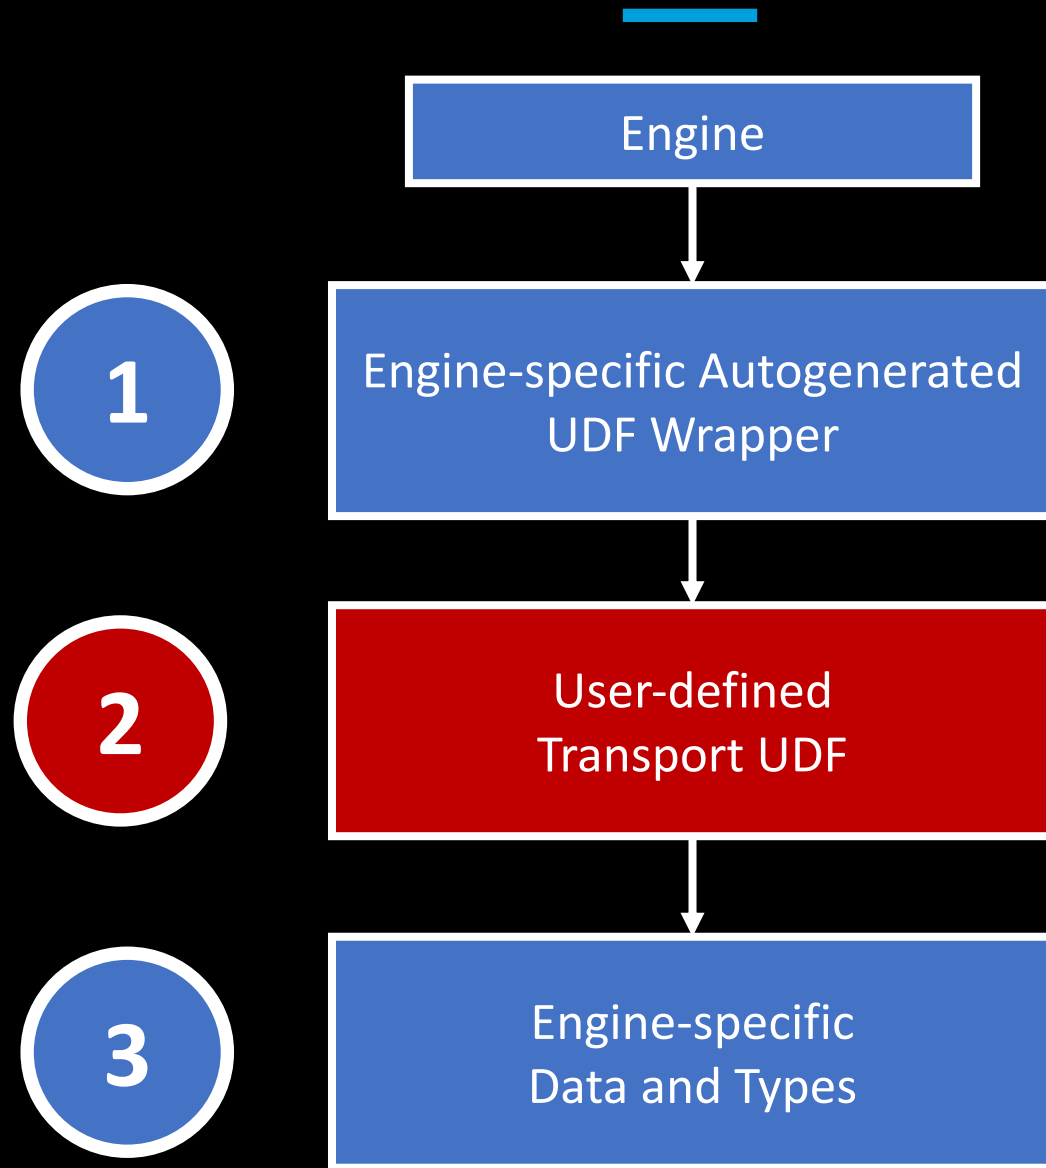 Engine
1
Engine-specific Autogenerated
UDF Wrapper
2
User-defined
Transport UDF
3
Engine-specific
Data and Types